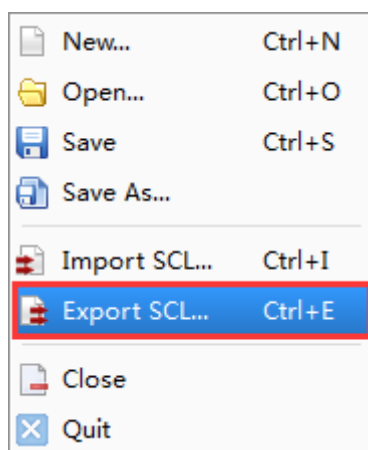 New... Ctrl+N
Open... Ctrl+O
Save Ctrl+S
Save As...
Import SCL... Ctrl+I
Export SCL... Ctrl+E
Close
Quit